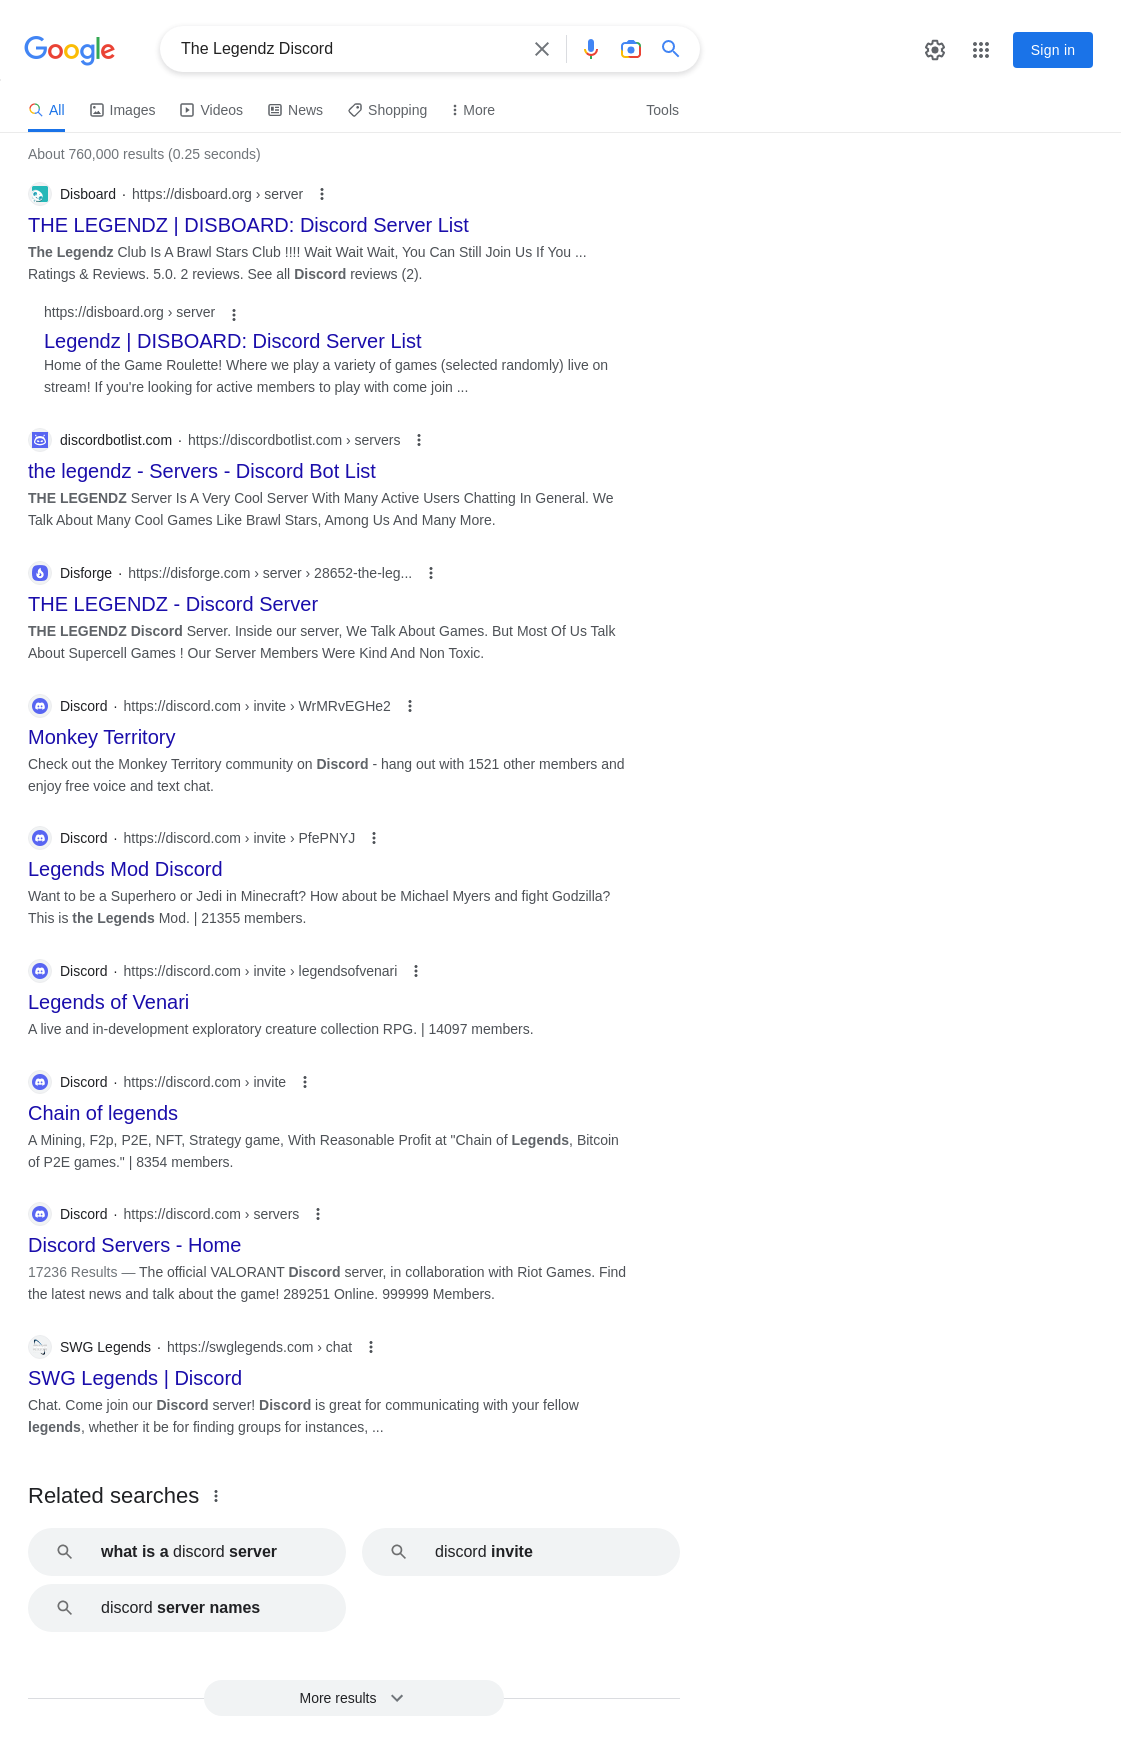 Google
The Legendz Discord
Sign in
All
Images
Videos
News
Shopping
More
Tools
About 760,000 results (0.25 seconds)
Disboard · https://disboard.org › server
THE LEGENDZ | DISBOARD: Discord Server List
The Legendz Club Is A Brawl Stars Club !!!! Wait Wait Wait, You Can Still Join Us If You ...
Ratings & Reviews. 5.0. 2 reviews. See all Discord reviews (2).
https://disboard.org › server
Legendz | DISBOARD: Discord Server List
Home of the Game Roulette! Where we play a variety of games (selected randomly) live on
stream! If you're looking for active members to play with come join ...
discordbotlist.com · https://discordbotlist.com › servers
the legendz - Servers - Discord Bot List
THE LEGENDZ Server Is A Very Cool Server With Many Active Users Chatting In General. We
Talk About Many Cool Games Like Brawl Stars, Among Us And Many More.
Disforge · https://disforge.com › server › 28652-the-leg...
THE LEGENDZ - Discord Server
THE LEGENDZ Discord Server. Inside our server, We Talk About Games. But Most Of Us Talk
About Supercell Games ! Our Server Members Were Kind And Non Toxic.
Discord · https://discord.com › invite › WrMRvEGHe2
Monkey Territory
Check out the Monkey Territory community on Discord - hang out with 1521 other members and
enjoy free voice and text chat.
Discord · https://discord.com › invite › PfePNYJ
Legends Mod Discord
Want to be a Superhero or Jedi in Minecraft? How about be Michael Myers and fight Godzilla?
This is the Legends Mod. | 21355 members.
Discord · https://discord.com › invite › legendsofvenari
Legends of Venari
A live and in-development exploratory creature collection RPG. | 14097 members.
Discord · https://discord.com › invite
Chain of legends
A Mining, F2p, P2E, NFT, Strategy game, With Reasonable Profit at "Chain of Legends, Bitcoin
of P2E games." | 8354 members.
Discord · https://discord.com › servers
Discord Servers - Home
17236 Results — The official VALORANT Discord server, in collaboration with Riot Games. Find
the latest news and talk about the game! 289251 Online. 999999 Members.
SWG Legends · https://swglegends.com › chat
SWG Legends | Discord
Chat. Come join our Discord server! Discord is great for communicating with your fellow
legends, whether it be for finding groups for instances, ...
Related searches
what is a discord server
discord invite
discord server names
More results